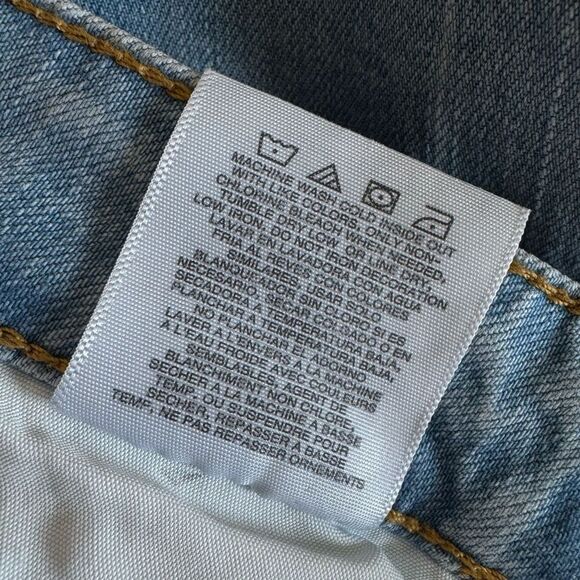 MACHINE WASH COLD INSIDE OUT
WITH LIKE COLORS, ONLY NON-
CHLORINE BLEACH WHEN NEEDED,
TUMBLE DRY LOW OR LINE DRY,
LOW, IRON, DO NOT IRON DECORATION
LAVAR EN LAVADORA CON AGUA
FRIA AL REVES CON COLORES
SIMILARES, USAR SOLO
BLANQUEADOR SIN CLORO SI ES
NECESARIO, SECAR COLGADO O EN
SECADORA A TEMPERATURA BAJA,
PLANCHAR A TEMPERATURA BAJA,
NO PLANCHAR EL ADORNO
LAVER À L'ENVERS À LA MACHINE
À L'EAU FROIDE AVEC COULEURS
SEMBLABLES, AGENT DE
BLANCHIMENT NON CHLORE,
SÉCHER À LA MACHINE À BASSE
TEMP. OU SUSPENDRE POUR
SÉCHER, REPASSER À BASSE
TEMP. NE PAS REPASSER ORNEMENTS